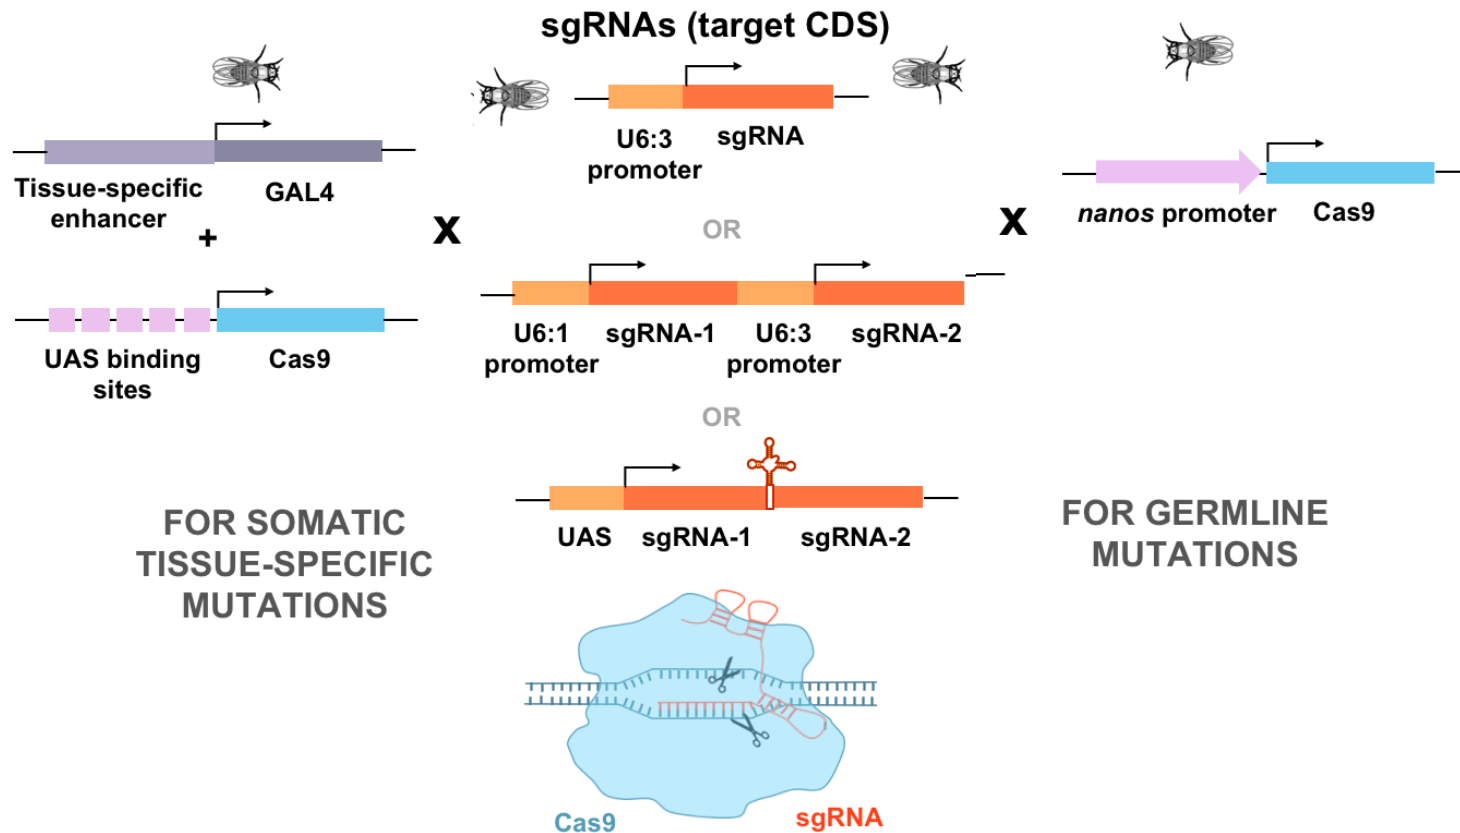 sgRNAs (target CDS)
U6:3
promoter
sgRNA
Tissue-specific
enhancer
GAL4
+
UAS binding
sites
Cas9
X
OR
U6:1
promoter
sgRNA-1
U6:3
promoter
sgRNA-2
OR
UAS
sgRNA-1
sgRNA-2
X
nanos promoter
Cas9
FOR SOMATIC
TISSUE-SPECIFIC
MUTATIONS
FOR GERMLINE
MUTATIONS
Cas9
sgRNA